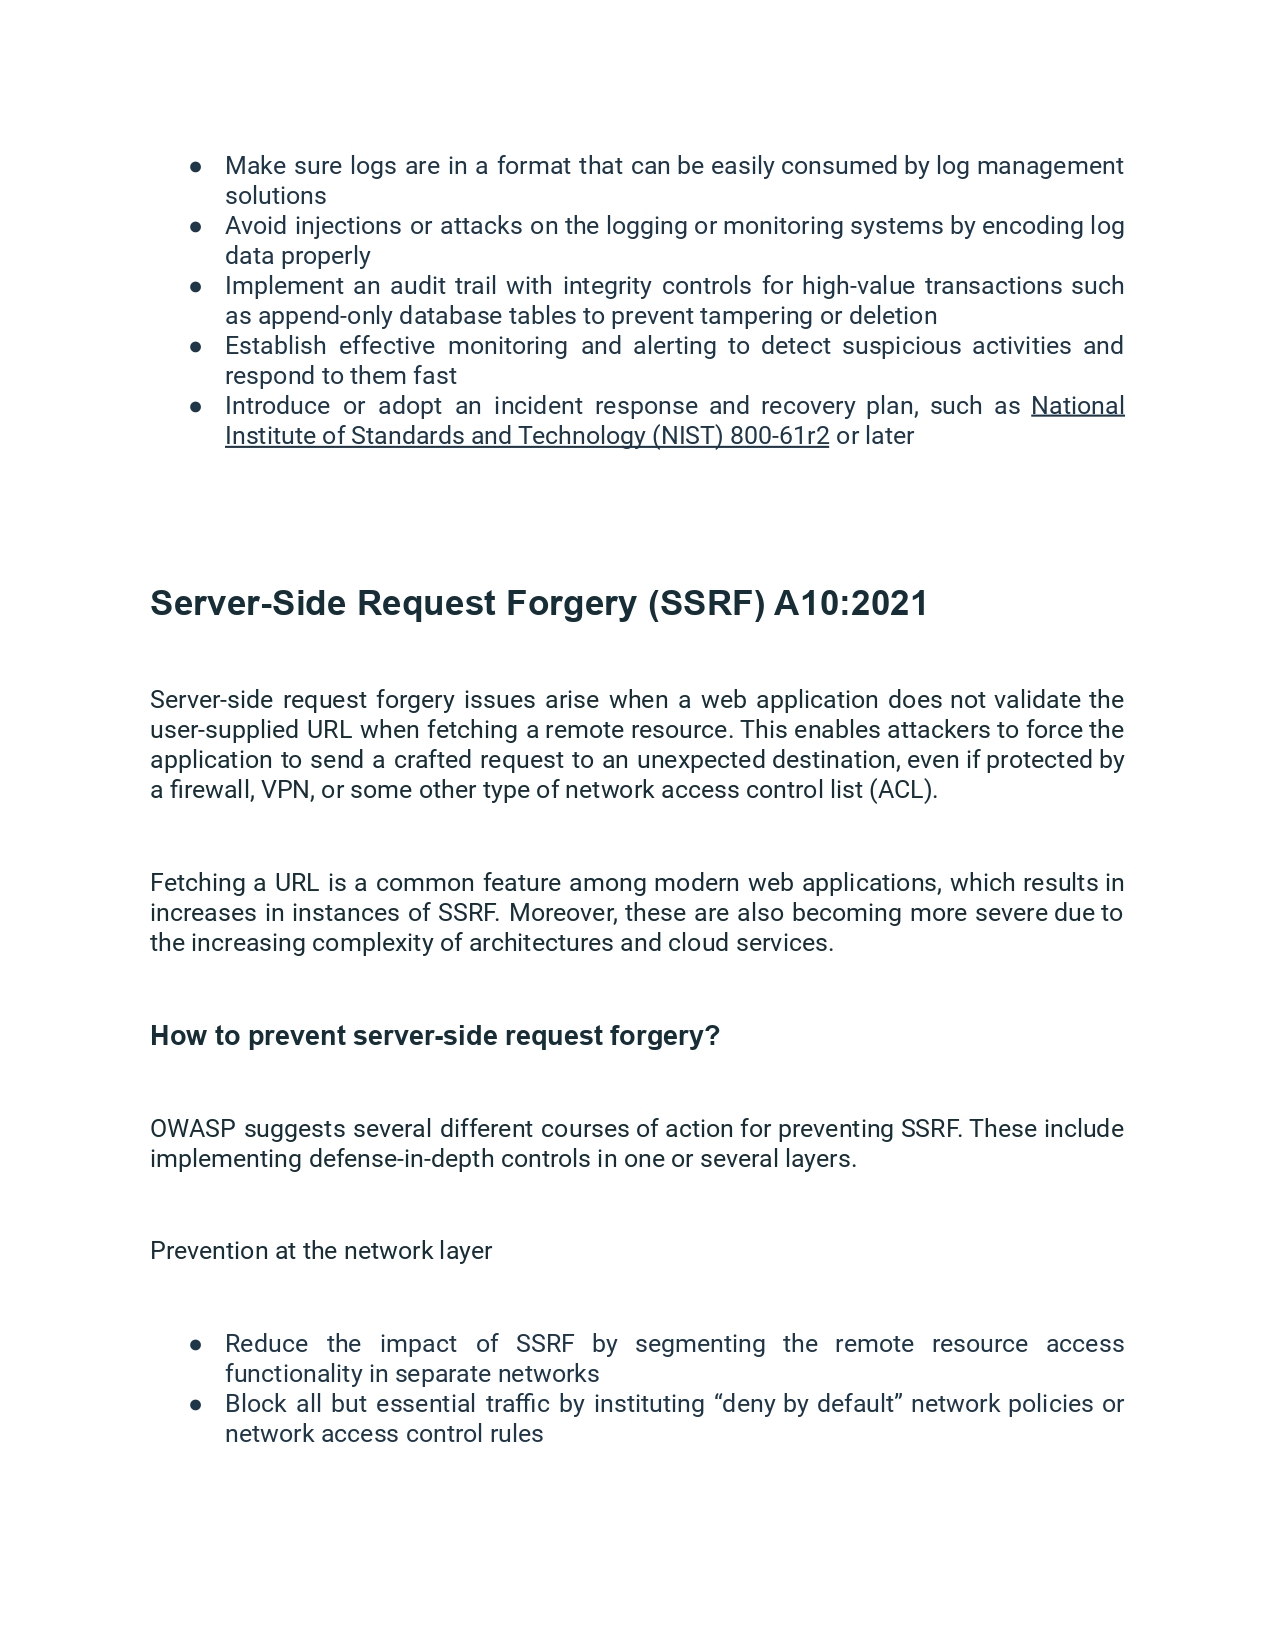 ● Make sure logs are in a format that can be easily consumed by log management
solutions
● Avoid injections or attacks on the logging or monitoring systems by encoding log
data properly
● Implement an audit trail with integrity controls for high-value transactions such
as append-only database tables to prevent tampering or deletion
● Establish effective monitoring and alerting to detect suspicious activities and
respond to them fast
● Introduce or adopt an incident response and recovery plan, such as National
Institute of Standards and Technology (NIST) 800-61r2 or later
Server-Side Request Forgery (SSRF) A10:2021
Server-side request forgery issues arise when a web application does not validate the
user-supplied URL when fetching a remote resource. This enables attackers to force the
application to send a crafted request to an unexpected destination, even if protected by
a firewall, VPN, or some other type of network access control list (ACL).
Fetching a URL is a common feature among modern web applications, which results in
increases in instances of SSRF. Moreover, these are also becoming more severe due to
the increasing complexity of architectures and cloud services.
How to prevent server-side request forgery?
OWASP suggests several different courses of action for preventing SSRF. These include
implementing defense-in-depth controls in one or several layers.
Prevention at the network layer
● Reduce the impact of SSRF by segmenting the remote resource access
functionality in separate networks
● Block all but essential traffic by instituting “deny by default” network policies or
network access control rules